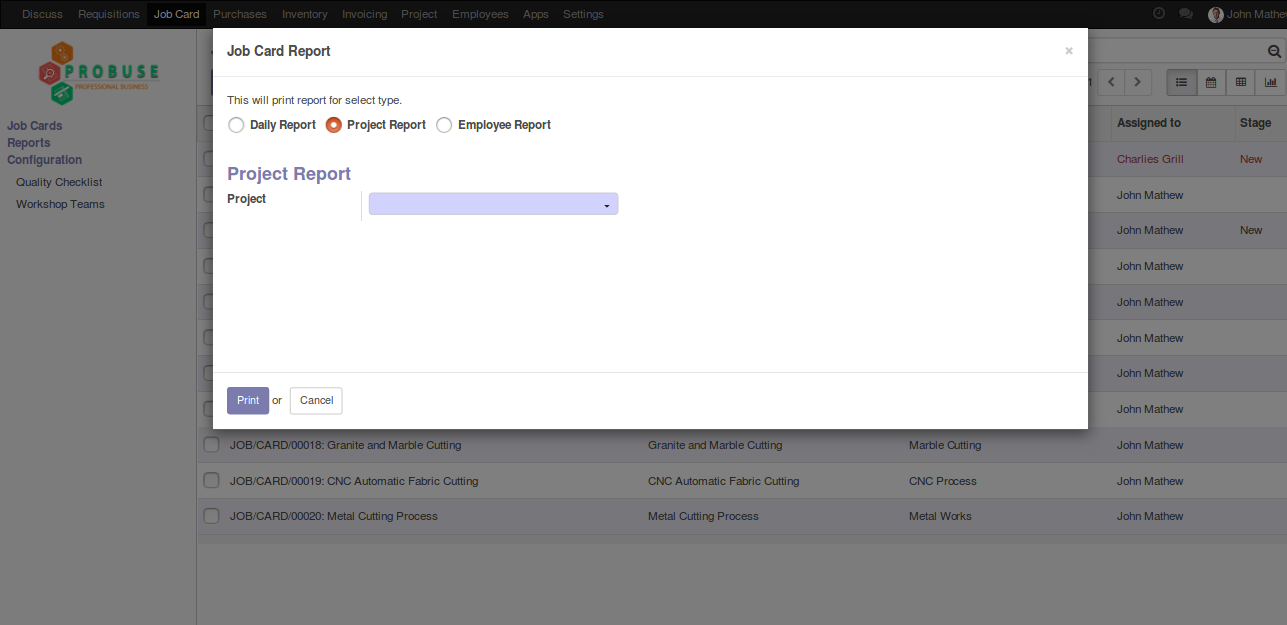 Discuss Requisitions Job Card Purchases Inventory Invoicing Project Employees Apps Settings John Mathe
PROBUSE
PROFESSIONAL BUSINESS
Job Cards
Reports
Configuration
Quality Checklist
Workshop Teams
Job Card Report ×
This will print report for select type.
Daily Report Project Report Employee Report
Project Report
Project
Print or Cancel
Assigned to Stage
Charlies Grill New
John Mathew
John Mathew New
John Mathew
John Mathew
John Mathew
John Mathew
John Mathew
JOB/CARD/00018: Granite and Marble Cutting Granite and Marble Cutting Marble Cutting John Mathew
JOB/CARD/00019: CNC Automatic Fabric Cutting CNC Automatic Fabric Cutting CNC Process John Mathew
JOB/CARD/00020: Metal Cutting Process Metal Cutting Process Metal Works John Mathew